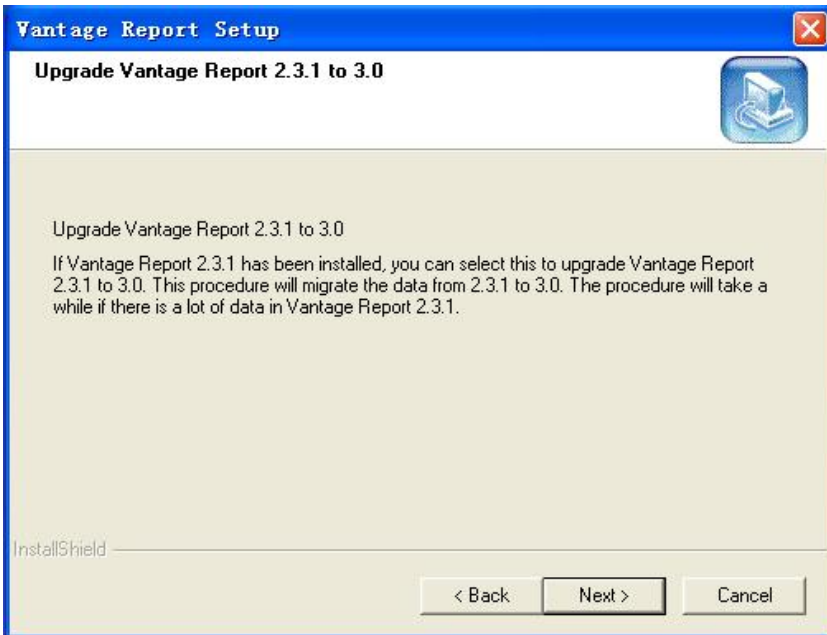 Vantage Report Setup
Upgrade Vantage Report 2.3.1 to 3.0
Upgrade Vantage Report 2.3.1 to 3.0
If Vantage Report 2.3.1 has been installed, you can select this to upgrade Vantage Report
2.3.1 to 3.0. This procedure will migrate the data from 2.3.1 to 3.0. The procedure will take a
while if there is a lot of data in Vantage Report 2.3.1.
InstallShield
< Back Next > Cancel